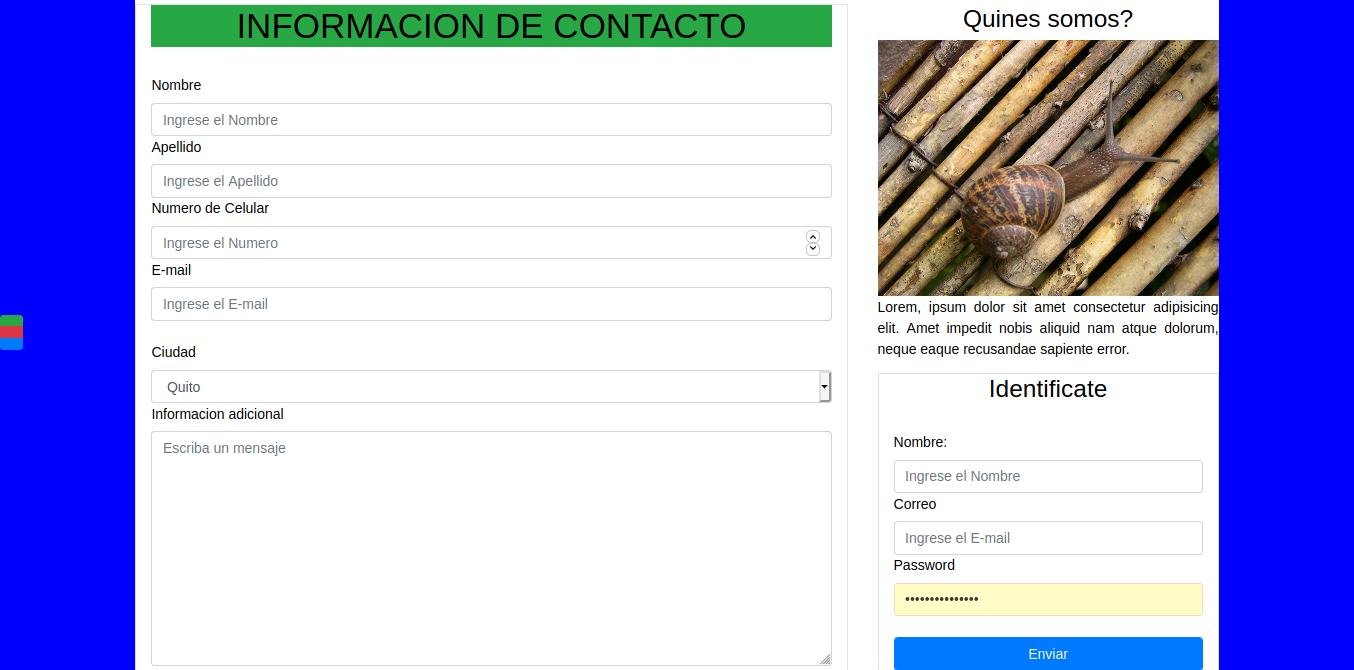 INFORMACION DE CONTACTO
Nombre
Ingrese el Nombre
Apellido
Ingrese el Apellido
Numero de Celular
Ingrese el Numero
E-mail
Ingrese el E-mail
Ciudad
Quito
Informacion adicional
Escriba un mensaje
Quines somos?
Lorem, ipsum dolor sit amet consectetur adipisicing
elit. Amet impedit nobis aliquid nam atque dolorum,
neque eaque recusandae sapiente error.
Identificate
Nombre:
Ingrese el Nombre
Correo
Ingrese el E-mail
Password
•••••••••••••••
Enviar